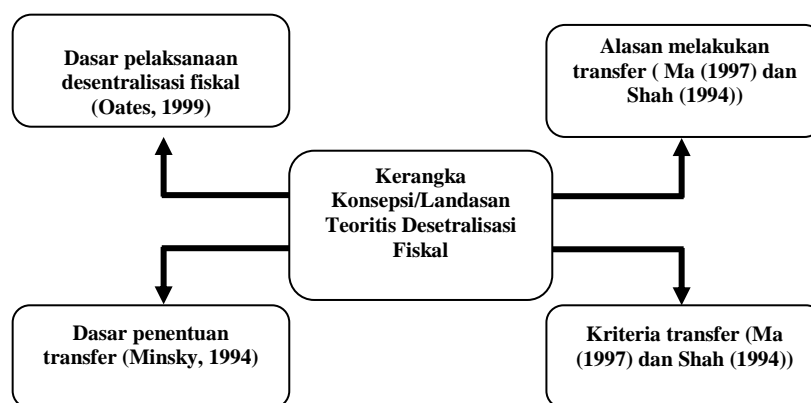 Dasar pelaksanaan
desentralisasi fiskal
(Oates, 1999)
Alasan melakukan
transfer ( Ma (1997) dan
Shah (1994))
Kerangka
Konsepsi/Landasan
Teoritis Desetralisasi
Fiskal
Dasar penentuan
transfer (Minsky, 1994)
Kriteria transfer (Ma
(1997) dan Shah (1994))